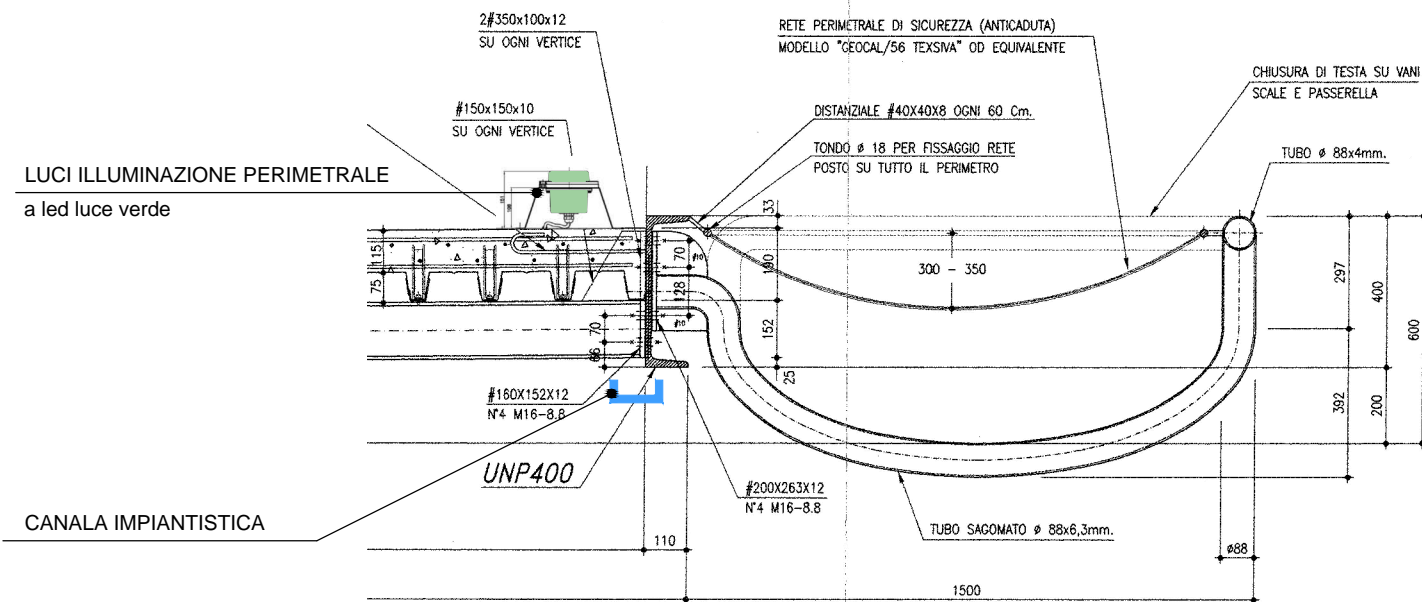 2#350x100x12
SU OGNI VERTICE
RETE PERIMETRALE DI SICUREZZA (ANTICADUTA)
MODELLO "GEOCAL/56 TEXSIVA" OD EQUIVALENTE
CHIUSURA DI TESTA SU VANI
SCALE E PASSERELLA
#150x150x10
SU OGNI VERTICE
DISTANZIALE #40X40X8 OGNI 60 Cm.
TONDO ø 18 PER FISSAGGIO RETE
POSTO SU TUTTO IL PERIMETRO
TUBO ø 88x4mm.
LUCI ILLUMINAZIONE PERIMETRALE
a led luce verde
33
115
75
70
128
190
300 - 350
297
400
600
ø10
ø10
70
66
152
25
392
200
#160X152X12
N°4 M16-8.8
UNP400
#200X263X12
N°4 M16-8.8
CANALA IMPIANTISTICA
TUBO SAGOMATO ø 88x6,3mm.
110
ø88
1500